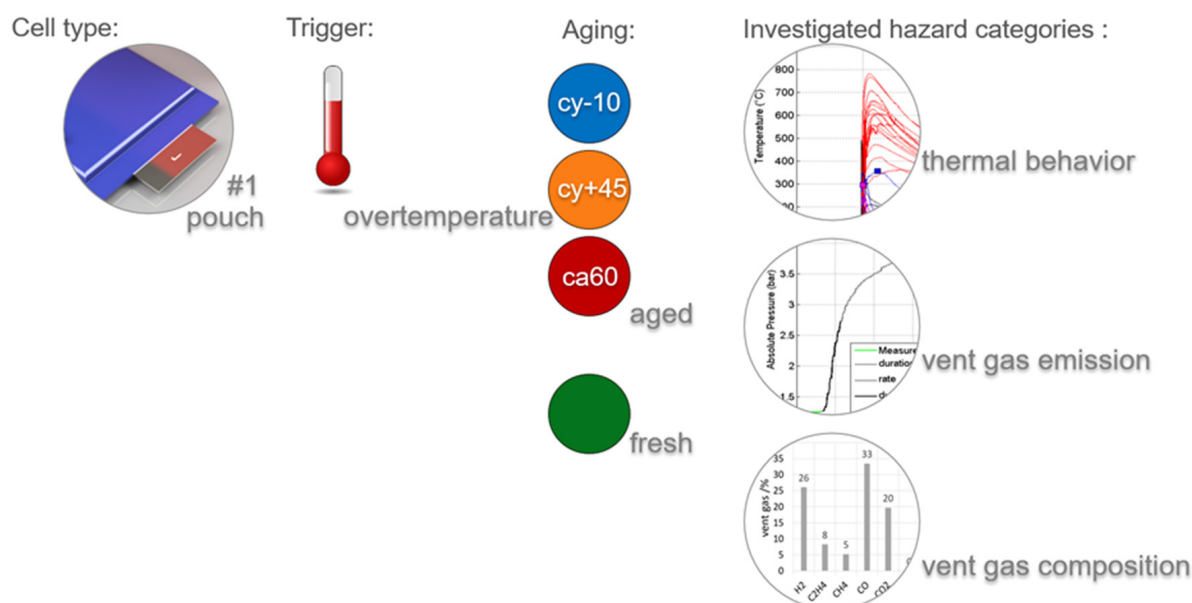 Cell type:
Trigger:
Aging:
Investigated hazard categories :
#1
pouch
overtemperature
cy-10
cy+45
ca60
aged
fresh
Temperature (°C)
800
700
600
500
400
300
thermal behavior
Absolute Pressure (bar)
3.5
3
2.5
2
1.5
Measure
duration
rate
vent gas emission
vent gas /%
35
30
25
20
15
10
5
0
26
8
5
33
20
H2
C2H4
CH4
CO
CO2
vent gas composition